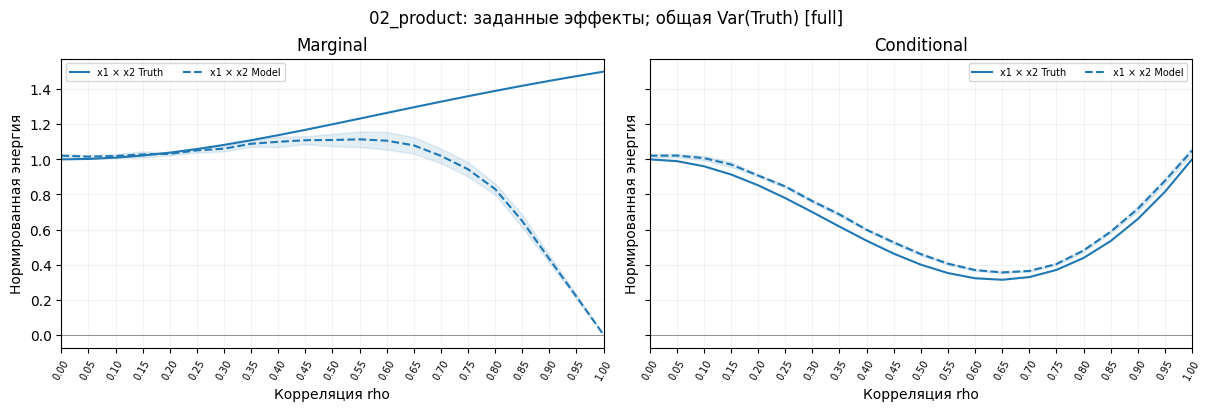 02_product: заданные эффекты; общая Var(Truth) [full]
Marginal
x1 × x2 Truth
x1 × x2 Model
Нормированная энергия
1.4
1.2
1.0
0.8
0.6
0.4
0.2
0.0
0.00 0.05 0.10 0.15 0.20 0.25 0.30 0.35 0.40 0.45 0.50 0.55 0.60 0.65 0.70 0.75 0.80 0.85 0.90 0.95 1.00
Корреляция rho
Conditional
x1 × x2 Truth
x1 × x2 Model
Нормированная энергия
0.00 0.05 0.10 0.15 0.20 0.25 0.30 0.35 0.40 0.45 0.50 0.55 0.60 0.65 0.70 0.75 0.80 0.85 0.90 0.95 1.00
Корреляция rho